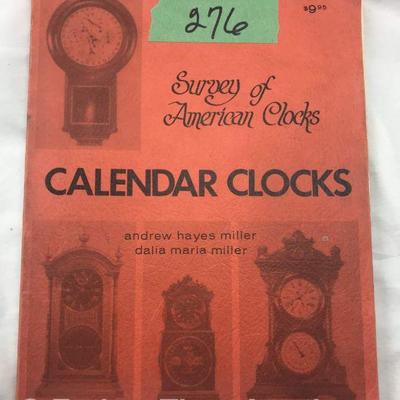 276
$9.95
Survey of
American Clocks
CALENDAR CLOCKS
andrew hayes miller
dalia maria miller